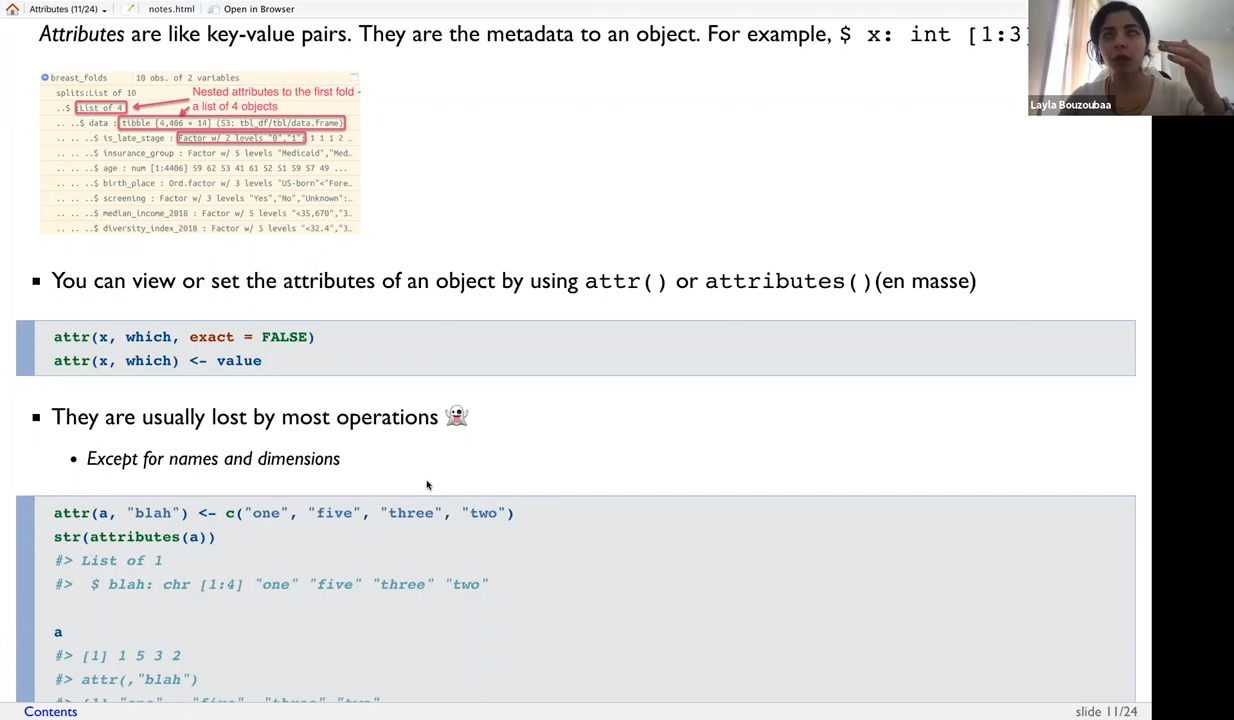 Attributes (11/24)
notes.html
Open in Browser
Attributes are like key-value pairs. They are the metadata to an object. For example, $ x: int [1:3]
Layla Bouzoubaa
breast_folds 10 obs. of 2 variables
splits:List of 10
Nested attributes to the first fold -
a list of 4 objects
..$ :List of 4
.. ..$ data : tibble [4,406 × 14] (S3: tbl_df/tbl/data.frame)
.. .. ..$ is_late_stage : Factor w/ 2 levels "0","1": 1 1 1 2 …
.. .. ..$ insurance_group : Factor w/ 5 levels "Medicaid","Med…
.. .. ..$ age : num [1:4406] 59 62 53 41 61 52 51 59 57 49 ...
.. .. ..$ birth_place : Ord.factor w/ 3 levels "US-born"<"Fore…
.. .. ..$ screening : Factor w/ 3 levels "Yes","No","Unknown":…
.. .. ..$ median_income_2018 : Factor w/ 5 levels "<35,670","3…
.. .. ..$ diversity_index_2018 : Factor w/ 5 levels "<32.4","3…
▪ You can view or set the attributes of an object by using attr() or attributes()(en masse)
attr(x, which, exact = FALSE)
attr(x, which) <- value
▪ They are usually lost by most operations 👻
• Except for names and dimensions
attr(a, "blah") <- c("one", "five", "three", "two")
str(attributes(a))
#> List of 1
#> $ blah: chr [1:4] "one" "five" "three" "two"
a
#> [1] 1 5 3 2
#> attr(,"blah")
#> [1] "one" "five" "three" "two"
Contents
slide 11/24